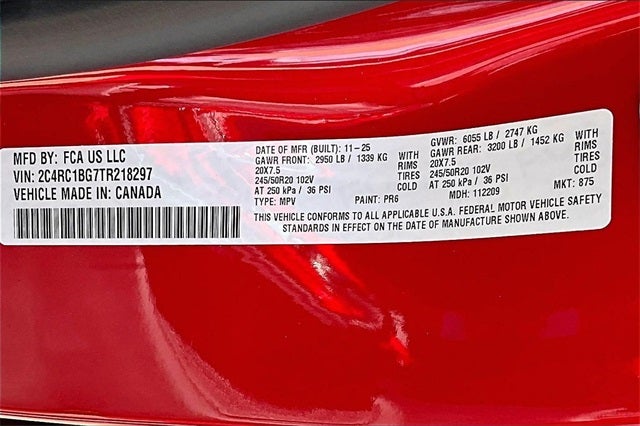 MFD BY: FCA US LLC
VIN: 2C4RC1BG7TR218297
VEHICLE MADE IN: CANADA
DATE OF MFR (BUILT): 11-25
GAWR FRONT: 2950 LB / 1339 KG WITH
20X7.5 RIMS
245/50R20 102V TIRES
AT 250 kPa / 36 PSI COLD
TYPE: MPV PAINT: PR6
GVWR: 6055 LB / 2747 KG
GAWR REAR: 3200 LB / 1452 KG WITH
20X7.5 RIMS
245/50R20 102V TIRES
AT 250 kPa / 36 PSI COLD
MDH: 112209 MKT: 875
THIS VEHICLE CONFORMS TO ALL APPLICABLE U.S.A. FEDERAL MOTOR VEHICLE SAFETY
STANDARDS IN EFFECT ON THE DATE OF MANUFACTURE SHOWN ABOVE.